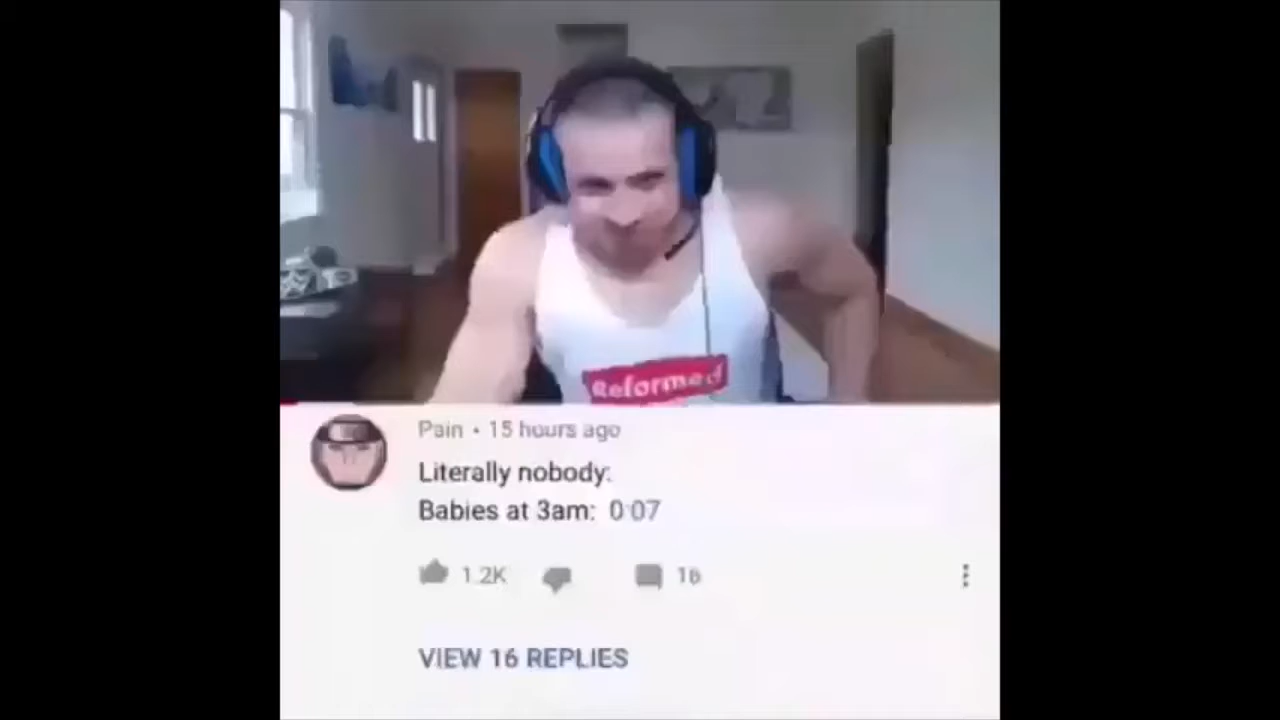 Reformed
Pain • 15 hours ago
Literally nobody:
Babies at 3am: 0:07
1.2K
16
VIEW 16 REPLIES